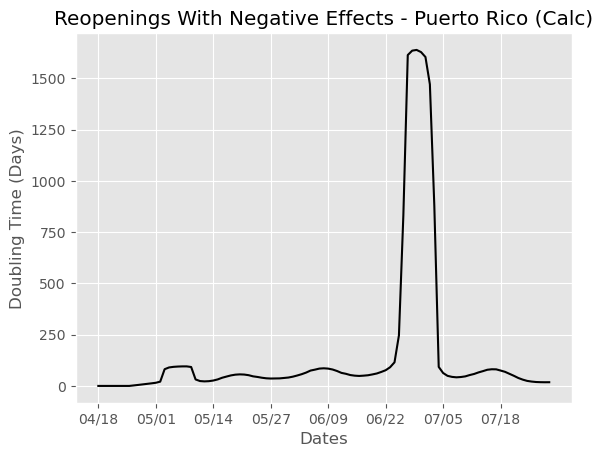 Reopenings With Negative Effects - Puerto Rico (Calc)
Doubling Time (Days)
1500
1250
1000
750
500
250
0
04/18 05/01 05/14 05/27 06/09 06/22 07/05 07/18
Dates